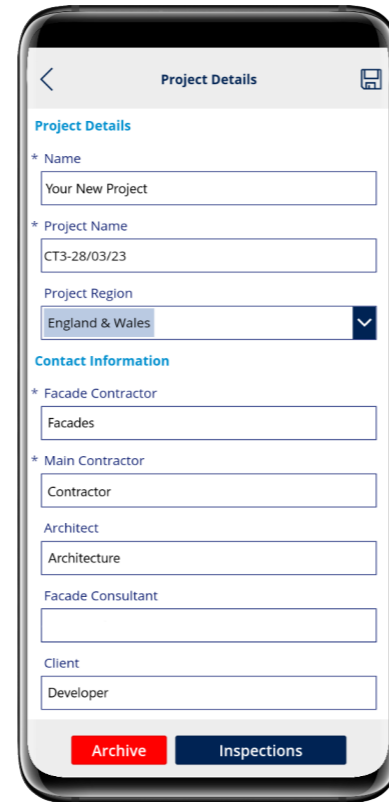 Project Details
Project Details
* Name
Your New Project
* Project Name
CT3-28/03/23
Project Region
England & Wales
Contact Information
* Facade Contractor
Facades
* Main Contractor
Contractor
Architect
Architecture
Facade Consultant
Client
Developer
Archive Inspections